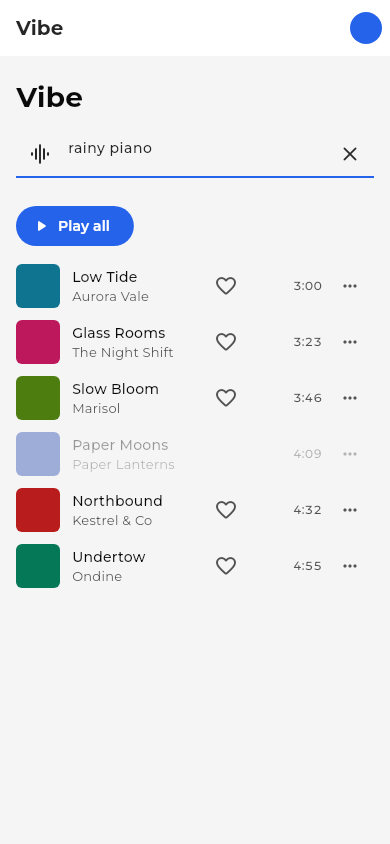 Vibe
Vibe
rainy piano
Play all
Low Tide
Aurora Vale
3:00
Glass Rooms
The Night Shift
3:23
Slow Bloom
Marisol
3:46
Paper Moons
Paper Lanterns
4:09
Northbound
Kestrel & Co
4:32
Undertow
Ondine
4:55